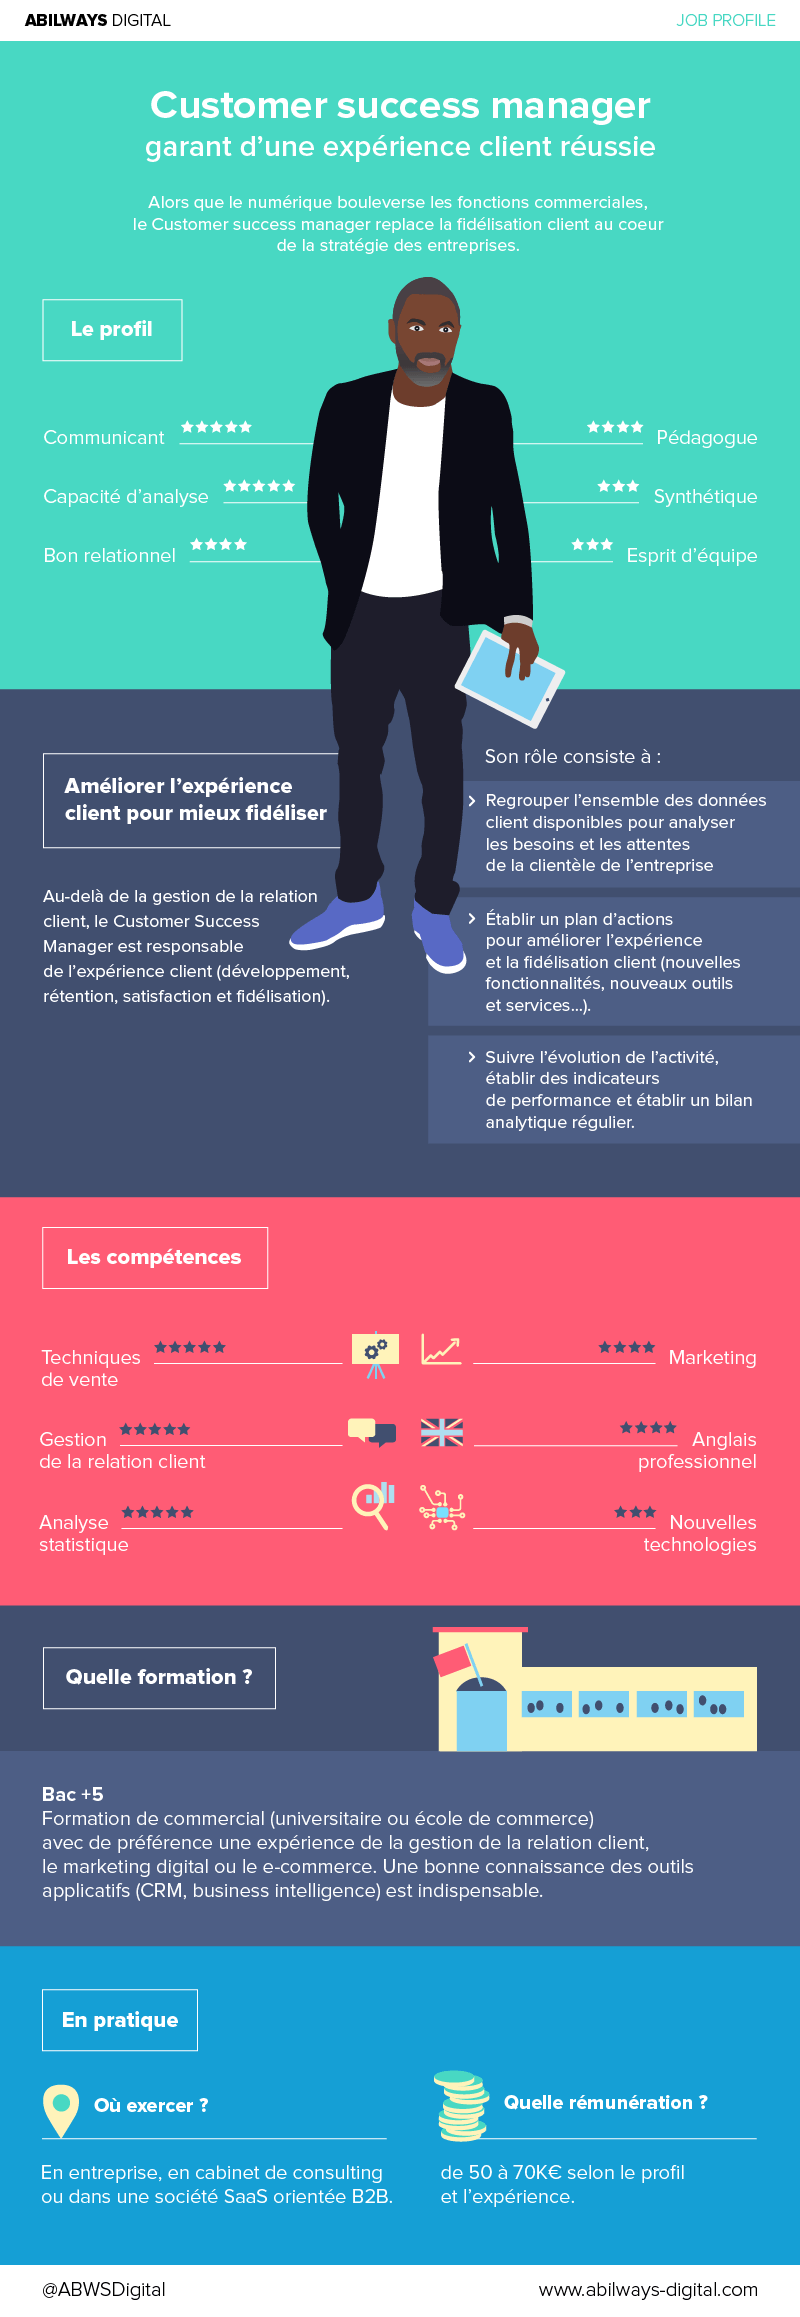 ABILWAYS DIGITAL
JOB PROFILE
Customer success manager
garant d’une expérience client réussie
Alors que le numérique bouleverse les fonctions commerciales,
le Customer success manager replace la fidélisation client au coeur
de la stratégie des entreprises.
Le profil
Communicant
Pédagogue
Capacité d’analyse
Synthétique
Bon relationnel
Esprit d’équipe
Améliorer l’expérience
client pour mieux fidéliser
Au-delà de la gestion de la relation
client, le Customer Success
Manager est responsable
de l’expérience client (développement,
rétention, satisfaction et fidélisation).
Son rôle consiste à :
Regrouper l’ensemble des données
client disponibles pour analyser
les besoins et les attentes
de la clientèle de l’entreprise
Établir un plan d’actions
pour améliorer l’expérience
et la fidélisation client (nouvelles
fonctionnalités, nouveaux outils
et services...).
Suivre l’évolution de l’activité,
établir des indicateurs
de performance et établir un bilan
analytique régulier.
Les compétences
Techniques
de vente
Marketing
Gestion
de la relation client
Anglais
professionnel
Analyse
statistique
Nouvelles
technologies
Quelle formation ?
Bac +5
Formation de commercial (universitaire ou école de commerce)
avec de préférence une expérience de la gestion de la relation client,
le marketing digital ou le e-commerce. Une bonne connaissance des outils
applicatifs (CRM, business intelligence) est indispensable.
En pratique
Où exercer ?
En entreprise, en cabinet de consulting
ou dans une société SaaS orientée B2B.
Quelle rémunération ?
de 50 à 70K€ selon le profil
et l’expérience.
@ABWSDigital
www.abilways-digital.com